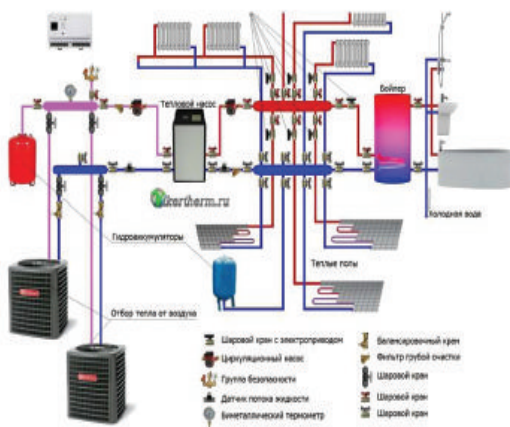 Тепловой насос
Бойлер
ikartherm.ru
Холодная вода
Гидроаккумуляторы
Теплые полы
Отбор тепла от воздуха
Шаровой кран с электроприводом
Циркуляционный насос
Группа безопасности
Датчик потока жидкости
Биметаллический термометр
Балансировочный кран
Фильтр грубой очистки
Шаровой кран
Шаровой кран
Шаровой кран